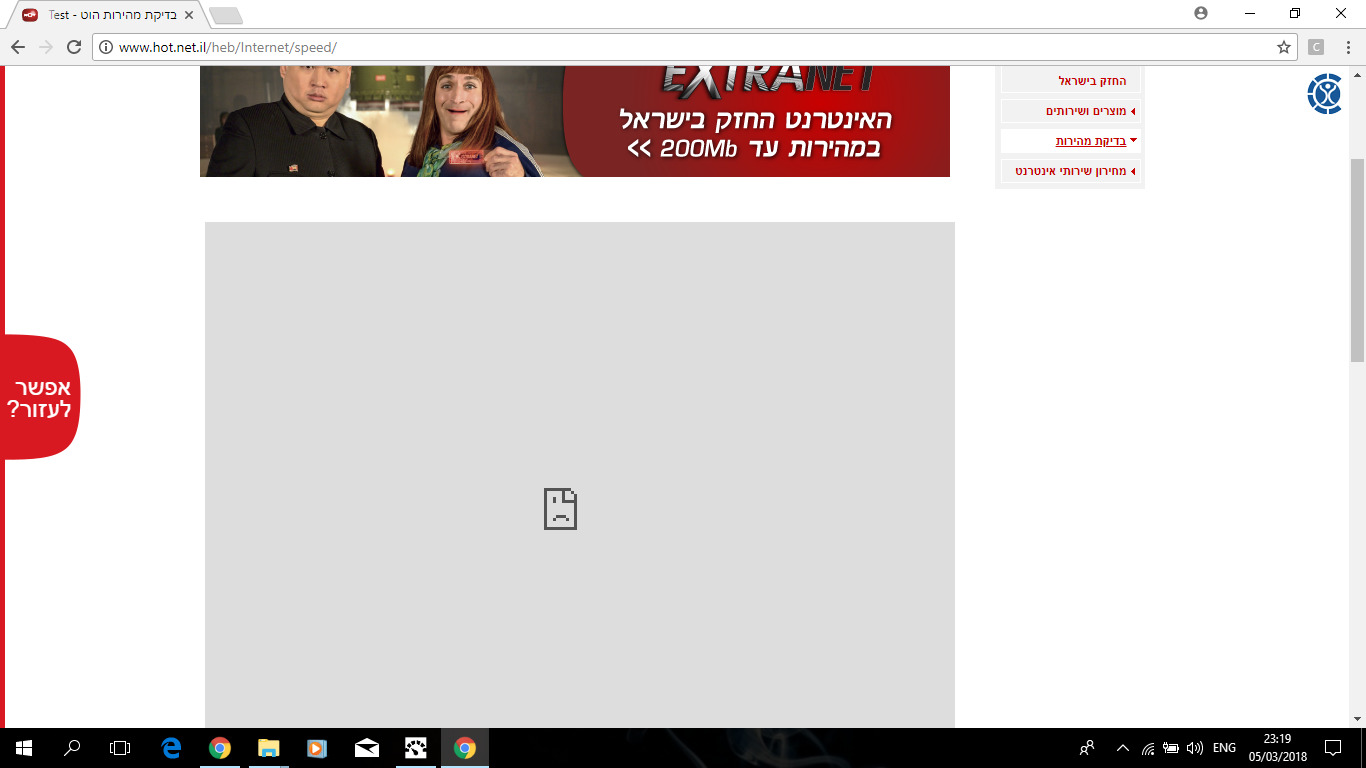 Test - בדיקת מהירות הוט
www.hot.net.il/heb/Internet/speed/
C
EXTRANET
האינטרנט החזק בישראל
במהירות עד 200Mb >>
החזק בישראל
מוצרים ושירותים
בדיקת מהירות
מחירון שירותי אינטרנט
אפשר
לעזור?
ENG
23:19
05/03/2018